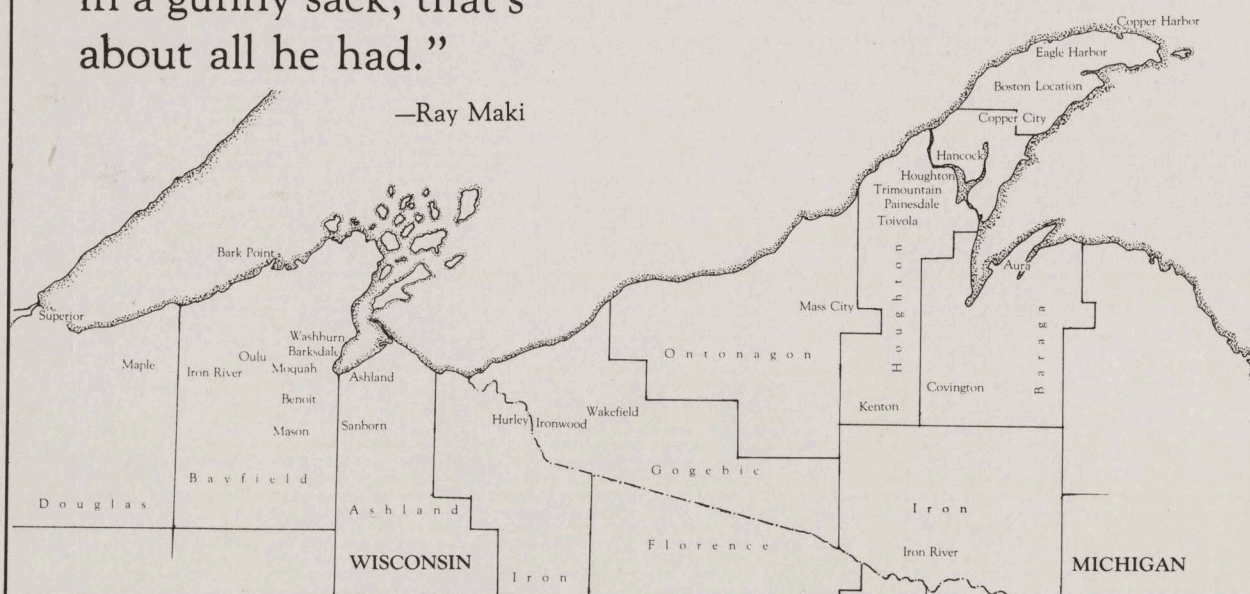 in a gunny sack, that's
about all he had.”
—Ray Maki
Copper Harbor
Eagle Harbor
Boston Location
Copper City
Hancock
Houghton
Trimountain
Painesdale
Toivola
Bark Point
Aura
Superior
Mass City
Houghton
Baraga
Washburn
Barksdale
Maple
Oulu
Iron River
Moquah
Ashland
Ontonagon
Benoit
Covington
Kenton
Wakefield
Hurley
Ironwood
Mason
Sanborn
Gogebic
Bayfield
Douglas
Ashland
Iron
Florence
Iron River
WISCONSIN
MICHIGAN
Iron